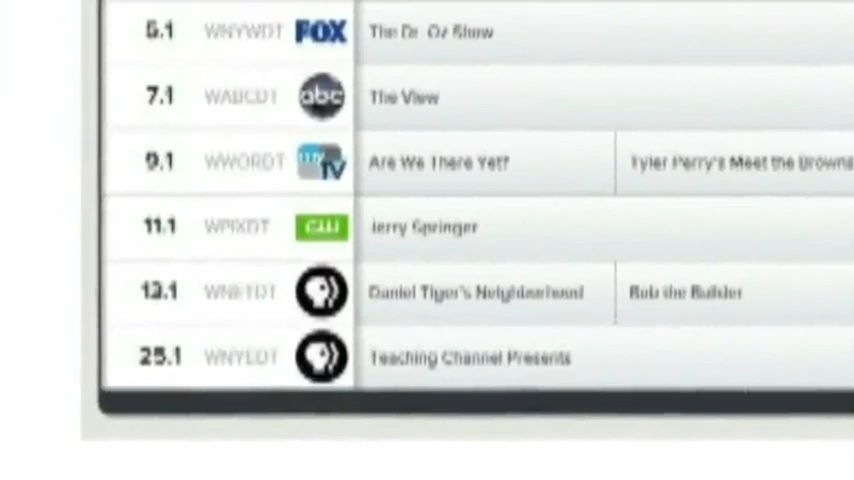 5.1 WNYWDT FOX The Dr. Oz Show
7.1 WABCDT abc The View
9.1 WWORDT my TV Are We There Yet? Tyler Perry's Meet the Browns
11.1 WPIXDT CW Jerry Springer
13.1 WNETDT Daniel Tiger's Neighborhood Bob the Builder
25.1 WNYEDT Teaching Channel Presents